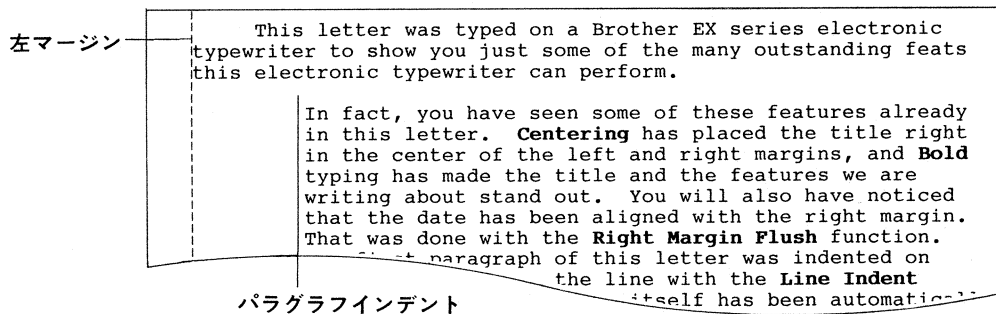 左マージン
This letter was typed on a Brother EX series electronic
typewriter to show you just some of the many outstanding feats
this electronic typewriter can perform.
In fact, you have seen some of these features already
in this letter. Centering has placed the title right
in the center of the left and right margins, and Bold
typing has made the title and the features we are
writing about stand out. You will also have noticed
that the date has been aligned with the right margin.
That was done with the Right Margin Flush function.
paragraph of this letter was indented on
the line with the Line Indent
itself has been
パラグラフインデント